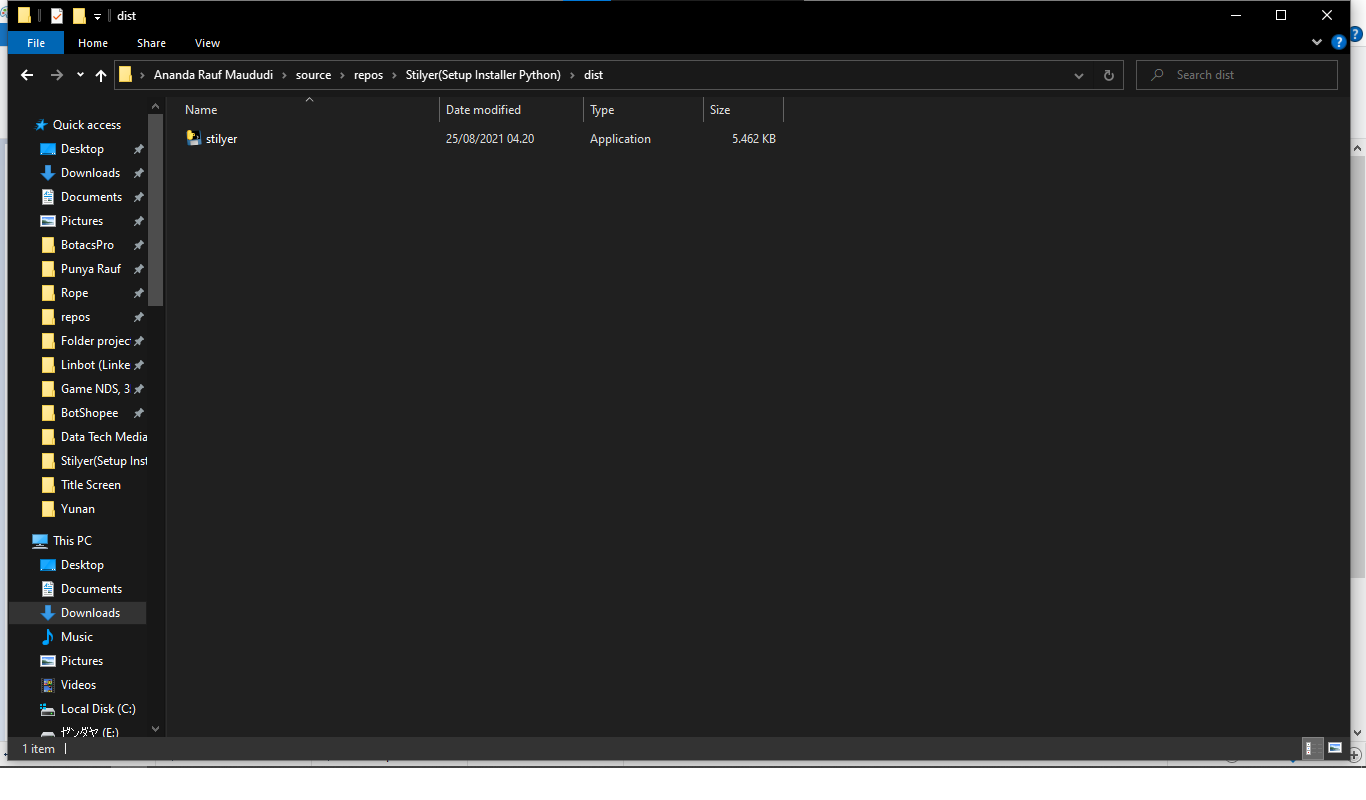 dist
File Home Share View
Ananda Rauf Maududi source repos Stilyer(Setup Installer Python) dist Search dist
Name Date modified Type Size
stilyer 25/08/2021 04.20 Application 5.462 KB
Quick access
Desktop
Downloads
Documents
Pictures
BotacsPro
Punya Rauf
Rope
repos
Folder projec
Linbot (Linke
Game NDS, 3
BotShopee
Data Tech Media
Stilyer(Setup Inst
Title Screen
Yunan
This PC
Desktop
Documents
Downloads
Music
Pictures
Videos
Local Disk (C:)
ゼンダヤ (E:)
1 item